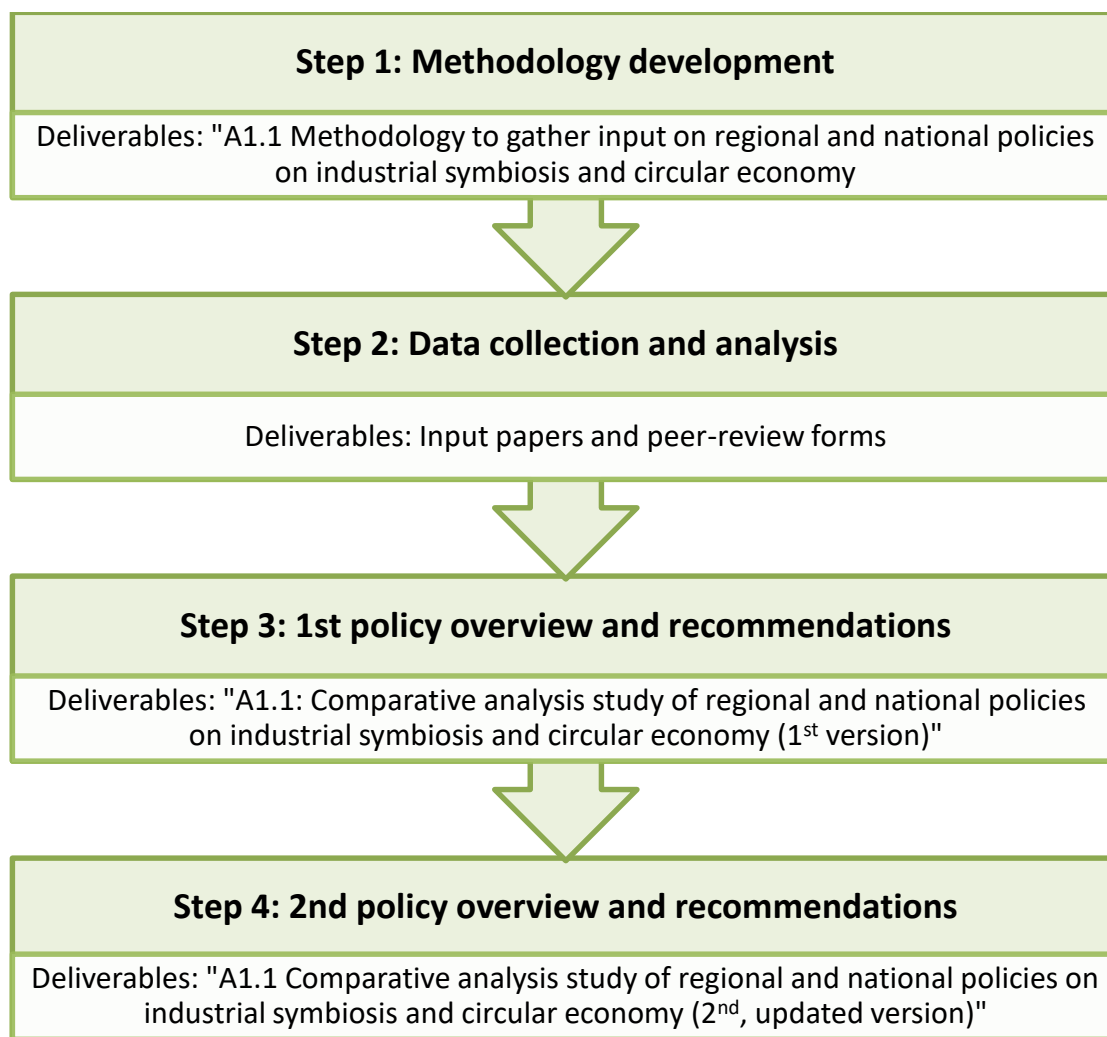 Step 1: Methodology development
Deliverables: "A1.1 Methodology to gather input on regional and national policies
on industrial symbiosis and circular economy
Step 2: Data collection and analysis
Deliverables: Input papers and peer-review forms
Step 3: 1st policy overview and recommendations
Deliverables: "A1.1: Comparative analysis study of regional and national policies
on industrial symbiosis and circular economy (1st version)"
Step 4: 2nd policy overview and recommendations
Deliverables: "A1.1 Comparative analysis study of regional and national policies on
industrial symbiosis and circular economy (2nd, updated version)"